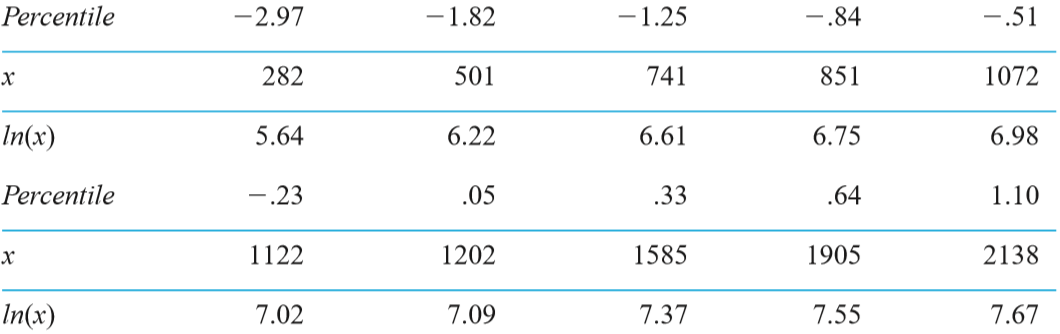 Percentile −2.97 −1.82 −1.25 −.84 −.51
x 282 501 741 851 1072
ln(x) 5.64 6.22 6.61 6.75 6.98
Percentile −.23 .05 .33 .64 1.10
x 1122 1202 1585 1905 2138
ln(x) 7.02 7.09 7.37 7.55 7.67